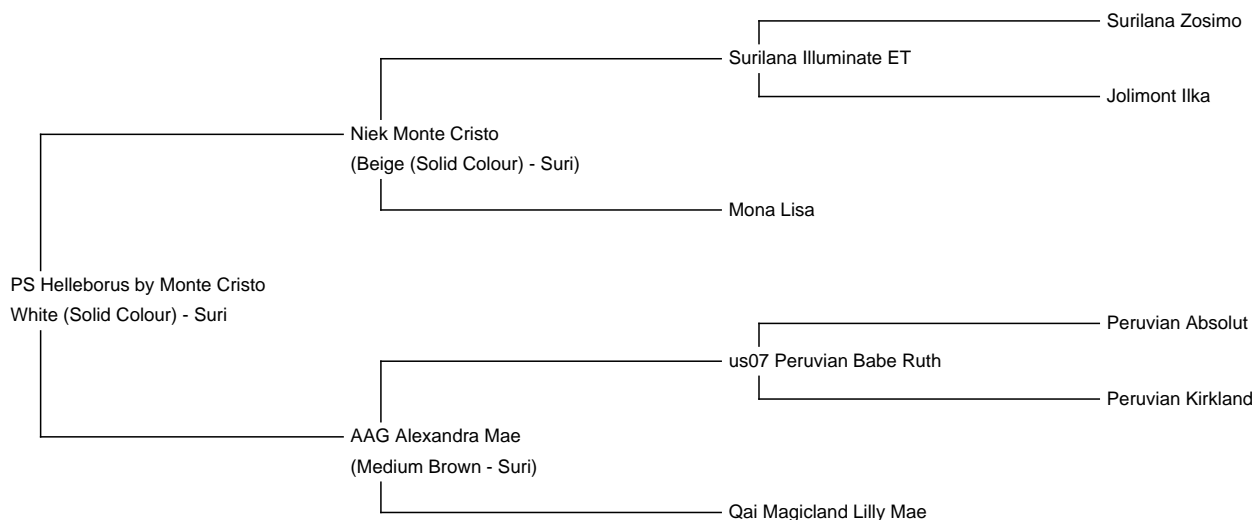 Surilana Zosimo
Surilana Illuminate ET
Jolimont Ilka
Niek Monte Cristo
(Beige (Solid Colour) - Suri)
Mona Lisa
PS Helleborus by Monte Cristo
White (Solid Colour) - Suri
Peruvian Absolut
us07 Peruvian Babe Ruth
Peruvian Kirkland
AAG Alexandra Mae
(Medium Brown - Suri)
Qai Magicland Lilly Mae